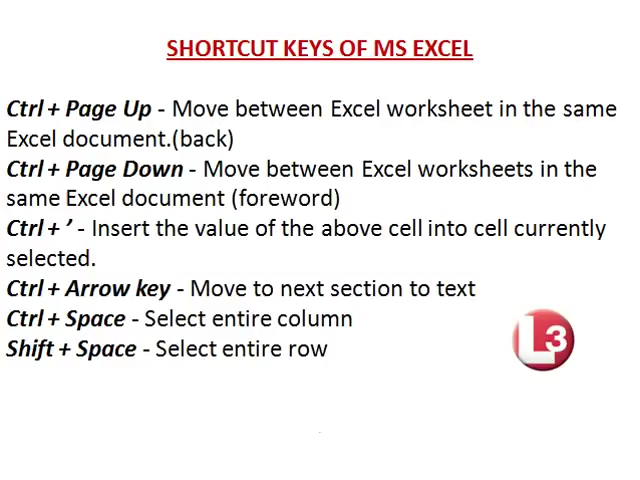 SHORTCUT KEYS OF MS EXCEL
Ctrl + Page Up - Move between Excel worksheet in the same
Excel document.(back)
Ctrl + Page Down - Move between Excel worksheets in the
same Excel document (foreword)
Ctrl + ’ - Insert the value of the above cell into cell currently
selected.
Ctrl + Arrow key - Move to next section to text
Ctrl + Space - Select entire column
Shift + Space - Select entire row
L3